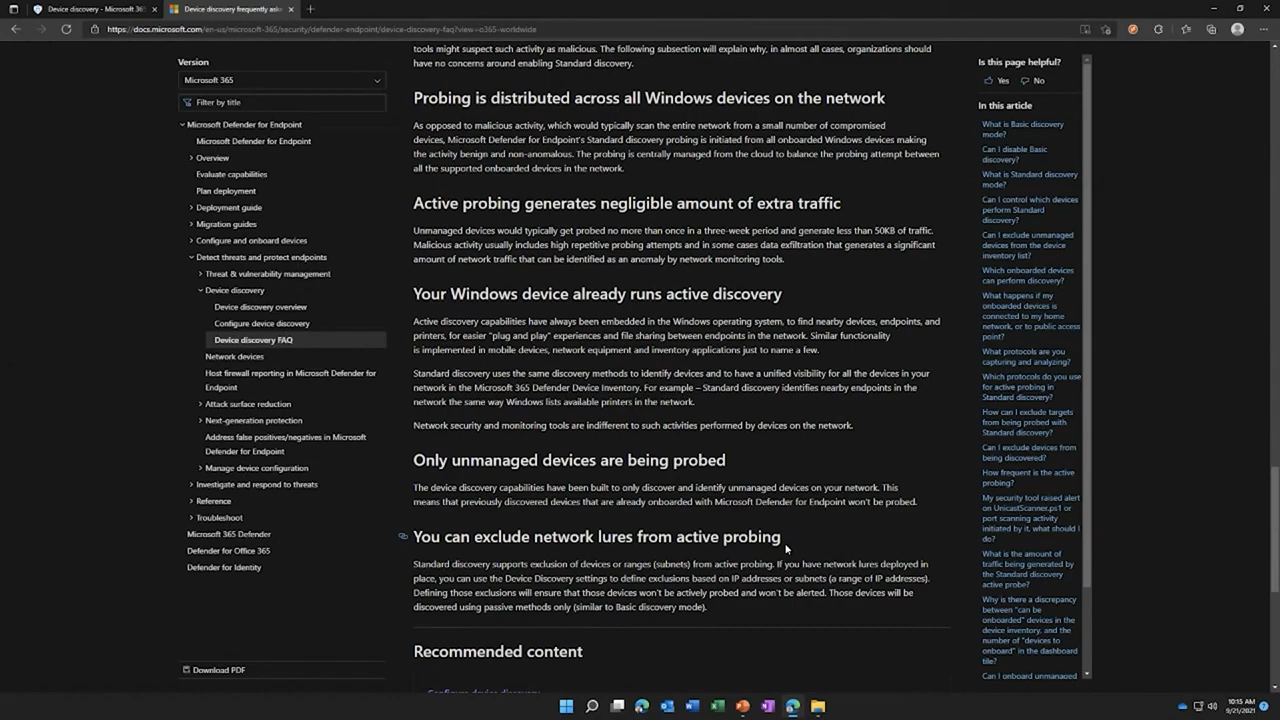 Device discovery - Microsoft 365
Device discovery frequently aske
https://docs.microsoft.com/en-us/microsoft-365/security/defender-endpoint/device-discovery-faq?view=o365-worldwide
Version
Microsoft 365
Filter by title
Microsoft Defender for Endpoint
Microsoft Defender for Endpoint
Overview
Evaluate capabilities
Plan deployment
Deployment guide
Migration guides
Configure and onboard devices
Detect threats and protect endpoints
Threat & vulnerability management
Device discovery
Device discovery overview
Configure device discovery
Device discovery FAQ
Network devices
Host firewall reporting in Microsoft Defender for
Endpoint
Attack surface reduction
Next-generation protection
Address false positives/negatives in Microsoft
Defender for Endpoint
Manage device configuration
Investigate and respond to threats
Reference
Troubleshoot
Microsoft 365 Defender
Defender for Office 365
Defender for Identity
Download PDF
tools might suspect such activity as malicious. The following subsection will explain why, in almost all cases, organizations should
have no concerns around enabling Standard discovery.
Probing is distributed across all Windows devices on the network
As opposed to malicious activity, which would typically scan the entire network from a small number of compromised
devices, Microsoft Defender for Endpoint's Standard discovery probing is initiated from all onboarded Windows devices making
the activity benign and non-anomalous. The probing is centrally managed from the cloud to balance the probing attempt between
all the supported onboarded devices in the network.
Active probing generates negligible amount of extra traffic
Unmanaged devices would typically get probed no more than once in a three-week period and generate less than 50KB of traffic.
Malicious activity usually includes high repetitive probing attempts and in some cases data exfiltration that generates a significant
amount of network traffic that can be identified as an anomaly by network monitoring tools.
Your Windows device already runs active discovery
Active discovery capabilities have always been embedded in the Windows operating system, to find nearby devices, endpoints, and
printers, for easier "plug and play" experiences and file sharing between endpoints in the network. Similar functionality
is implemented in mobile devices, network equipment and inventory applications just to name a few.
Standard discovery uses the same discovery methods to identify devices and to have a unified visibility for all the devices in your
network in the Microsoft 365 Defender Device Inventory. For example – Standard discovery identifies nearby endpoints in the
network the same way Windows lists available printers in the network.
Network security and monitoring tools are indifferent to such activities performed by devices on the network.
Only unmanaged devices are being probed
The device discovery capabilities have been built to only discover and identify unmanaged devices on your network. This
means that previously discovered devices that are already onboarded with Microsoft Defender for Endpoint won't be probed.
You can exclude network lures from active probing
Standard discovery supports exclusion of devices or ranges (subnets) from active probing. If you have network lures deployed in
place, you can use the Device Discovery settings to define exclusions based on IP addresses or subnets (a range of IP addresses).
Defining those exclusions will ensure that those devices won't be actively probed and won't be alerted. Those devices will be
discovered using passive methods only (similar to Basic discovery mode).
Recommended content
Configure device discovery
Is this page helpful?
Yes
No
In this article
What is Basic discovery
mode?
Can I disable Basic
discovery?
What is Standard discovery
mode?
Can I control which devices
perform Standard
discovery?
Can I exclude unmanaged
devices from the device
inventory list?
Which onboarded devices
can perform discovery?
What happens if my
onboarded devices is
connected to my home
network, or to public access
point?
What protocols are you
capturing and analyzing?
Which protocols do you use
for active probing in
Standard discovery?
How can I exclude targets
from being probed with
Standard discovery?
Can I exclude devices from
being discovered?
How frequent is the active
probing?
My security tool raised alert
on UnicastScanner.ps1 or
port scanning activity
initiated by it, what should I
do?
What is the amount of
traffic being generated by
the Standard discovery
active probe?
Why is there a discrepancy
between "can be
onboarded" devices in the
device inventory, and the
number of "devices to
onboard" in the dashboard
tile?
Can I onboard unmanaged
10:15 AM
9/21/2021